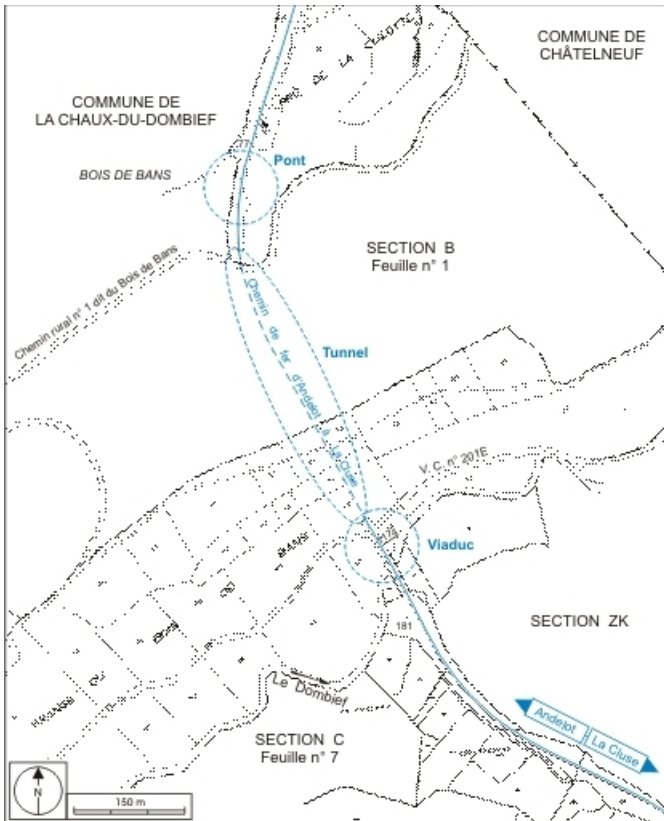 COMMUNE DE
CHÂTELNEUF
COMMUNE DE
LA CHAUX-DU-DOMBIEF
77
Pont
BOIS DE BANS
SECTION B
Feuille n° 1
Chemin rural n° 1 dit du Bois de Bans
Chemin de fer d'Andelot à La Cluse
Tunnel
V. C. n° 201E
Viaduc
181
SECTION ZK
Le Dombief
Andelot
La Cluse
SECTION C
Feuille n° 7
N
150 m